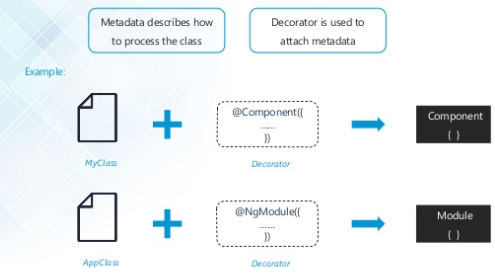 Metadata describes how
to process the class
Decorator is used to
attach metadata
Example:
@Component({
......
})
Component
{ }
MyClass
Decorator
@NgModule({
......
})
Module
{ }
AppClass
Decorator